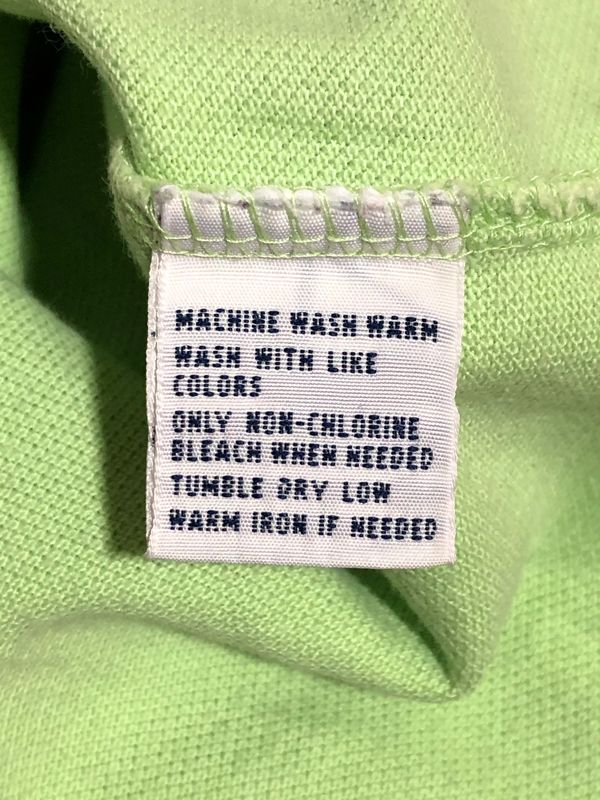 MACHINE WASH WARM
WASH WITH LIKE
COLORS
ONLY NON-CHLORINE
BLEACH WHEN NEEDED
TUMBLE DRY LOW
WARM IRON IF NEEDED